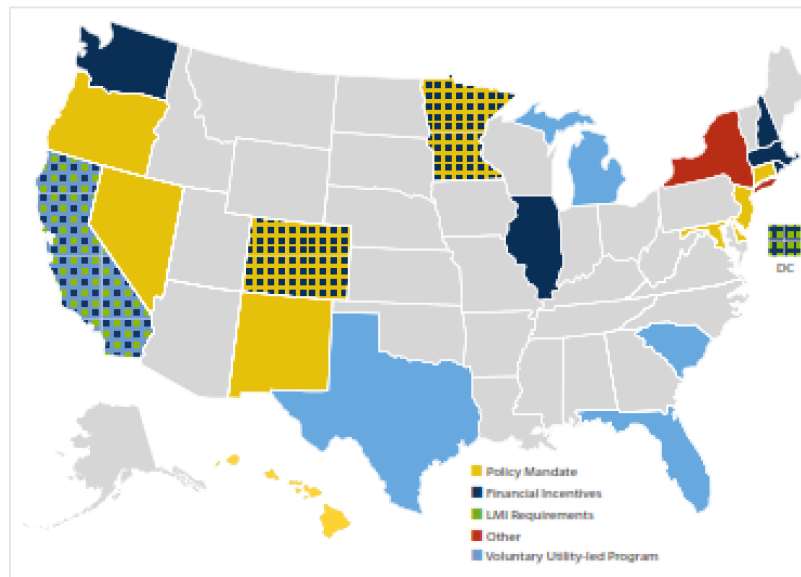 DC
Policy Mandate
Financial Incentives
LMI Requirements
Other
Voluntary Utility-led Program